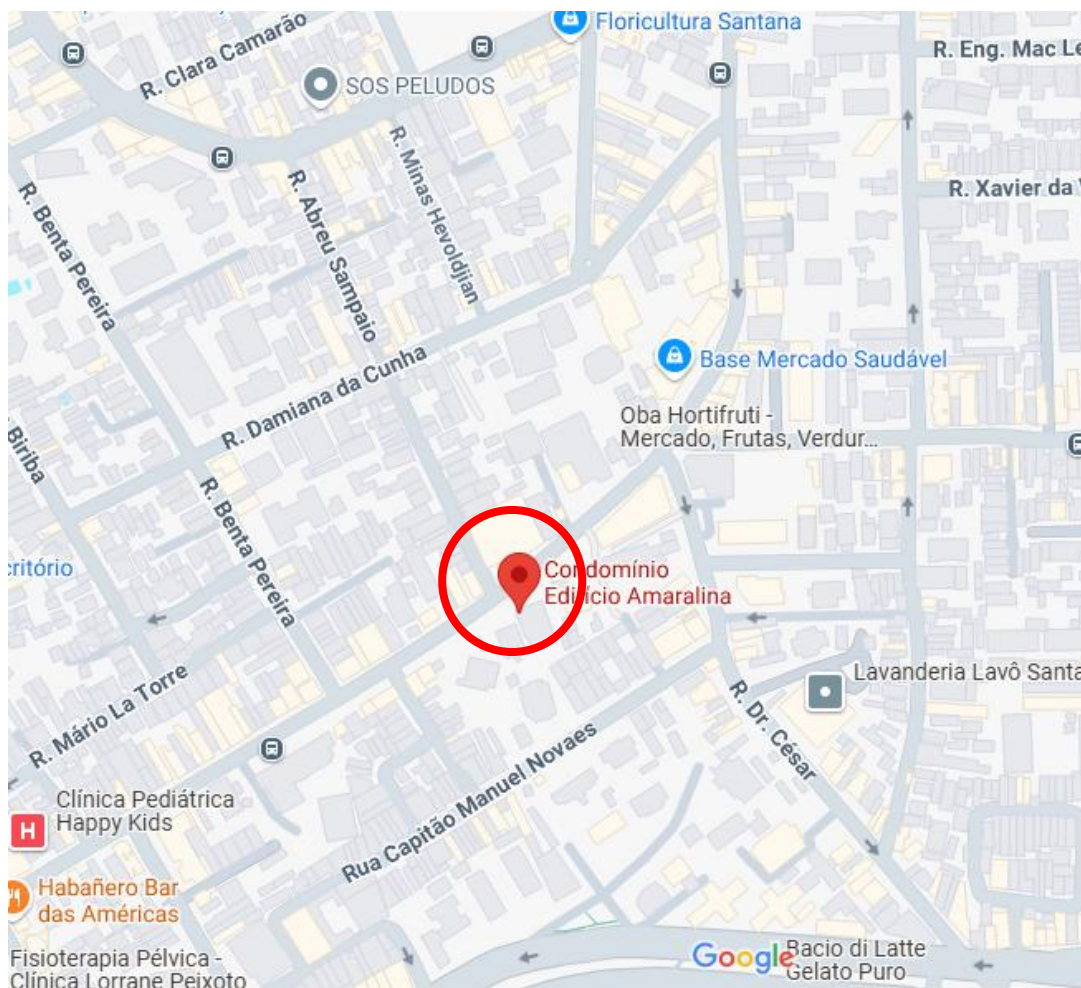 Floricultura Santana
R. Eng. Mac Le
R. Clara Camarão
SOS PELUDOS
R. Minas Hevoldjian
R. Abreu Sampaio
R. Xavier da
R. Benta Pereira
R. Damiana da Cunha
Base Mercado Saudável
Oba Hortifruti -
Mercado, Frutas, Verdur...
Biriba
R. Benta Pereira
critório
Condomínio
Edifício Amaralina
R. Mário La Torre
Lavanderia Lavô Santa
R. Dr. César
Rua Capitão Manuel Novaes
Clínica Pediátrica
Happy Kids
H
Habañero Bar
das Américas
Fisioterapia Pélvica -
Clínica Lorrane Peixoto
Google
Bacio di Latte
Gelato Puro